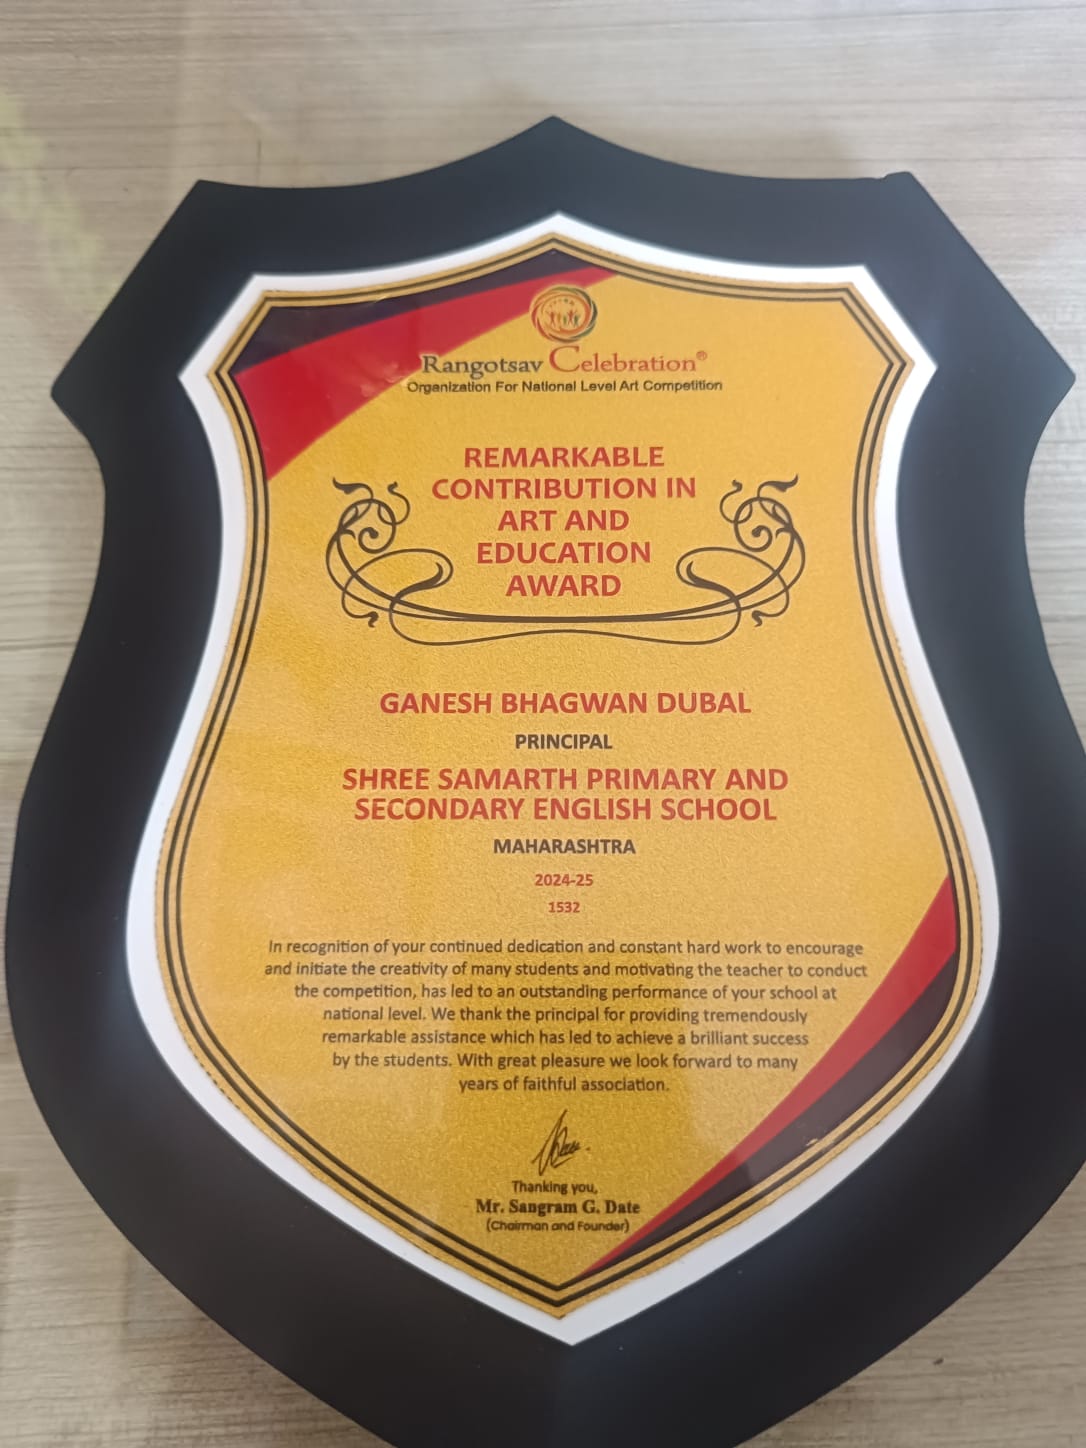 Rangotsav Celebration®
Organization For National Level Art Competition
REMARKABLE
CONTRIBUTION IN
ART AND
EDUCATION
AWARD
GANESH BHAGWAN DUBAL
PRINCIPAL
SHREE SAMARTH PRIMARY AND
SECONDARY ENGLISH SCHOOL
MAHARASHTRA
2024-25
1532
In recognition of your continued dedication and constant hard work to encourage
and initiate the creativity of many students and motivating the teacher to conduct
the competition, has led to an outstanding performance of your school at
national level. We thank the principal for providing tremendously
remarkable assistance which has led to achieve a brilliant success
by the students. With great pleasure we look forward to many
years of faithful association.
Thanking you,
Mr. Sangram G. Date
(Chairman and Founder)